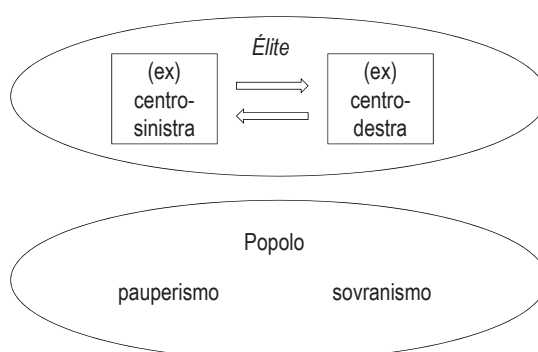 Élite
(ex) (ex)
centro- centro-
sinistra destra
Popolo
pauperismo sovranismo